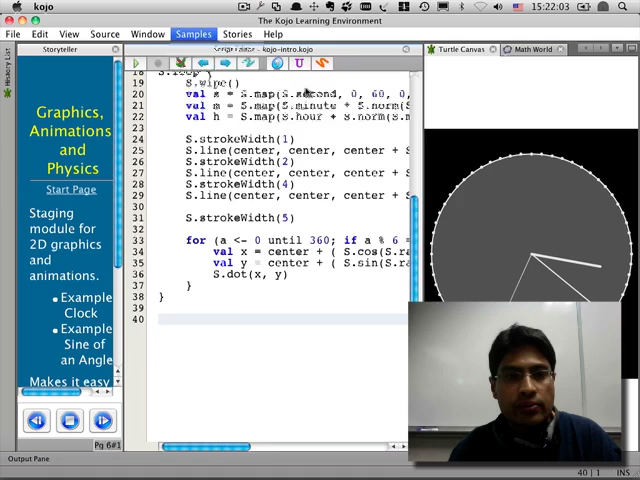 kojo
15:22:03
The Kojo Learning Environment
File Edit View Source Window Samples Stories Help
Storyteller
- kojo-intro.kojo
Turtle Canvas
Math World
History List
Graphics, Animations and Physics
Start Page
Staging module for 2D graphics and animations.
Example: Clock
Example: Sine of an Angle
Makes it easy
Pg 6#1
19 S.wipe()
20 val s = S.map(S.second, 0, 60, 0,
21 val m = S.map(S.minute + S.norm(S
22 val h = S.map(S.hour + S.norm(S.m
23
24 S.strokeWidth(1)
25 S.line(center, center, center + S
26 S.strokeWidth(2)
27 S.line(center, center, center + S
28 S.strokeWidth(4)
29 S.line(center, center, center + S
30
31 S.strokeWidth(5)
32
33 for (a <- 0 until 360; if a % 6 =
34 val x = center + ( S.cos(S.ra
35 val y = center + ( S.sin(S.ra
36 S.dot(x, y)
37 }
38 }
39
40
Output Pane
40 | 1
INS